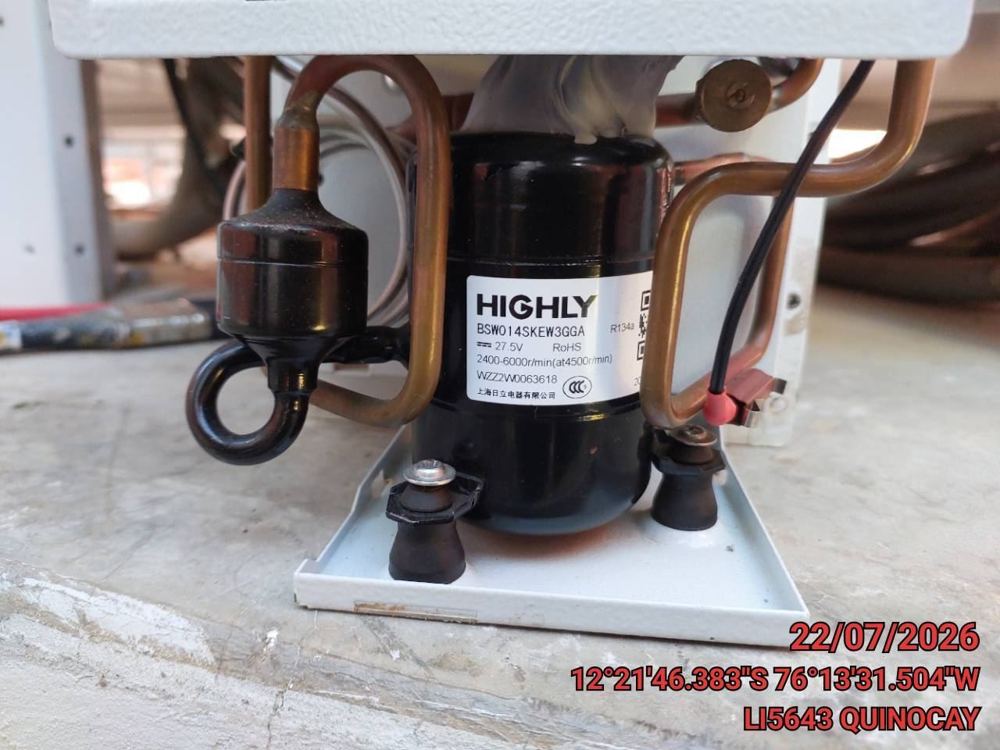 HIGHLY
BSW014SKEW3GGA R134a
27.5V RoHS
2400-6000r/min(at4500r/min)
WZZ2W0063618
上海日立电器有限公司
22/07/2026
12°21'46.383"S 76°13'31.504"W
LI5643 QUINOCAY